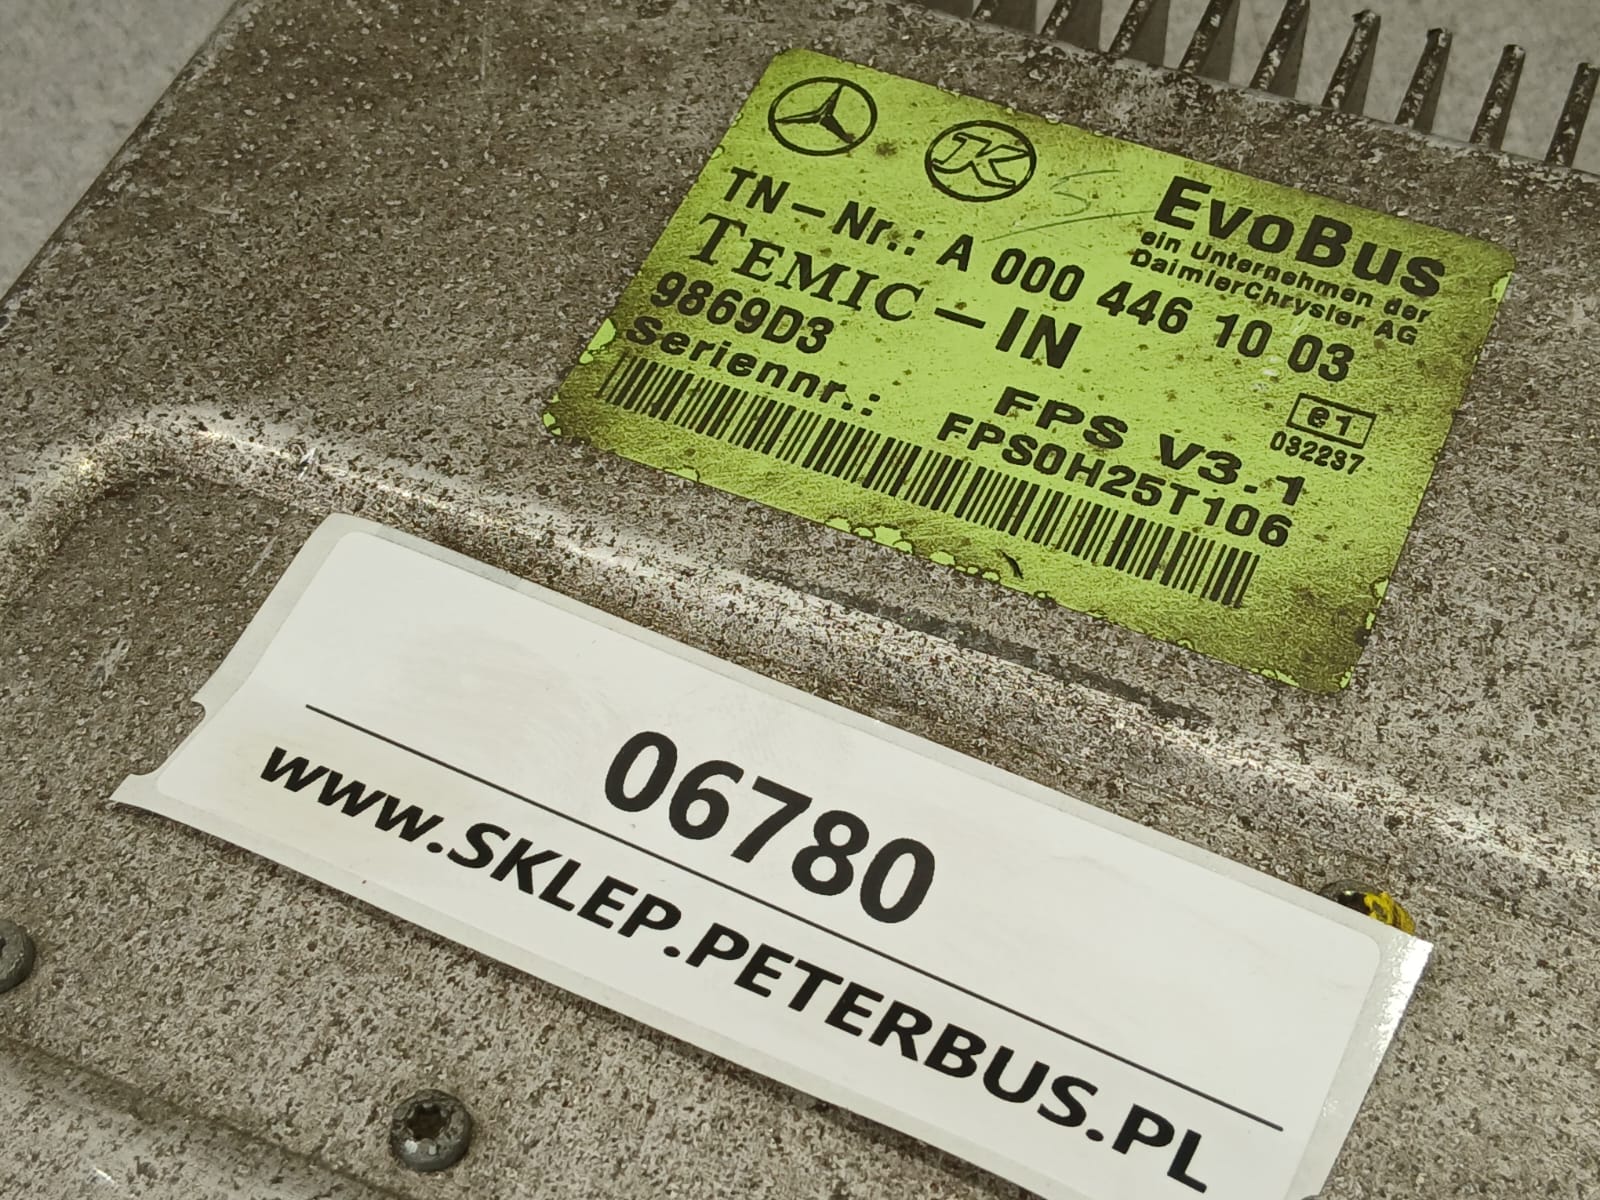 EvoBus
ein Unternehmen der
DaimlerChrysler AG
TN-Nr.: A 000 446 10 03
TEMIC-IN
9869D3
FPS V3.1
e1
032237
Seriennr.: FPS0H25T106
06780
www.SKLEP.PETERBUS.PL